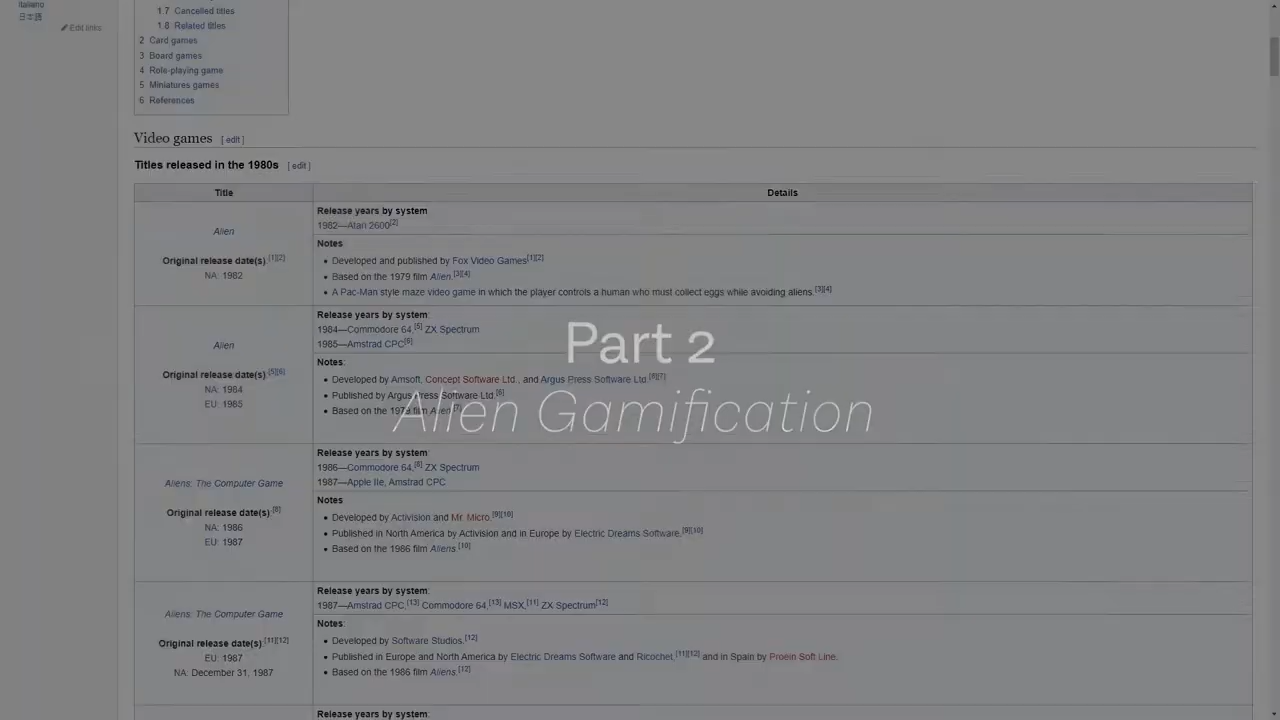 Italiano
日本語
Edit links
1.7 Cancelled titles
1.8 Related titles
2 Card games
3 Board games
4 Role-playing game
5 Miniatures games
6 References
Video games [ edit ]
Titles released in the 1980s [ edit ]
Title Details
Alien
Original release date(s):[1][2]
NA: 1982
Release years by system:
1982—Atari 2600[2]
Notes:
• Developed and published by Fox Video Games[1][2]
• Based on the 1979 film Alien.[3][4]
• A Pac-Man style maze video game in which the player controls a human who must collect eggs while avoiding aliens.[3][4]
Alien
Original release date(s):[5][6]
NA: 1984
EU: 1985
Release years by system:
1984—Commodore 64,[5] ZX Spectrum
1985—Amstrad CPC[6]
Notes:
• Developed by Amsoft, Concept Software Ltd., and Argus Press Software Ltd.[6][7]
• Published by Argus Press Software Ltd.[6]
• Based on the 1979 film Alien.[7]
Part 2
Alien Gamification
Aliens: The Computer Game
Original release date(s):[8]
NA: 1986
EU: 1987
Release years by system:
1986—Commodore 64,[8] ZX Spectrum
1987—Apple IIe, Amstrad CPC
Notes
• Developed by Activision and Mr. Micro.[9][10]
• Published in North America by Activision and in Europe by Electric Dreams Software.[9][10]
• Based on the 1986 film Aliens.[10]
Aliens: The Computer Game
Original release date(s):[11][12]
EU: 1987
NA: December 31, 1987
Release years by system:
1987—Amstrad CPC,[13] Commodore 64,[13] MSX,[11] ZX Spectrum[12]
Notes:
• Developed by Software Studios.[12]
• Published in Europe and North America by Electric Dreams Software and Ricochet,[11][12] and in Spain by Proein Soft Line.
• Based on the 1986 film Aliens.[12]
Release years by system: